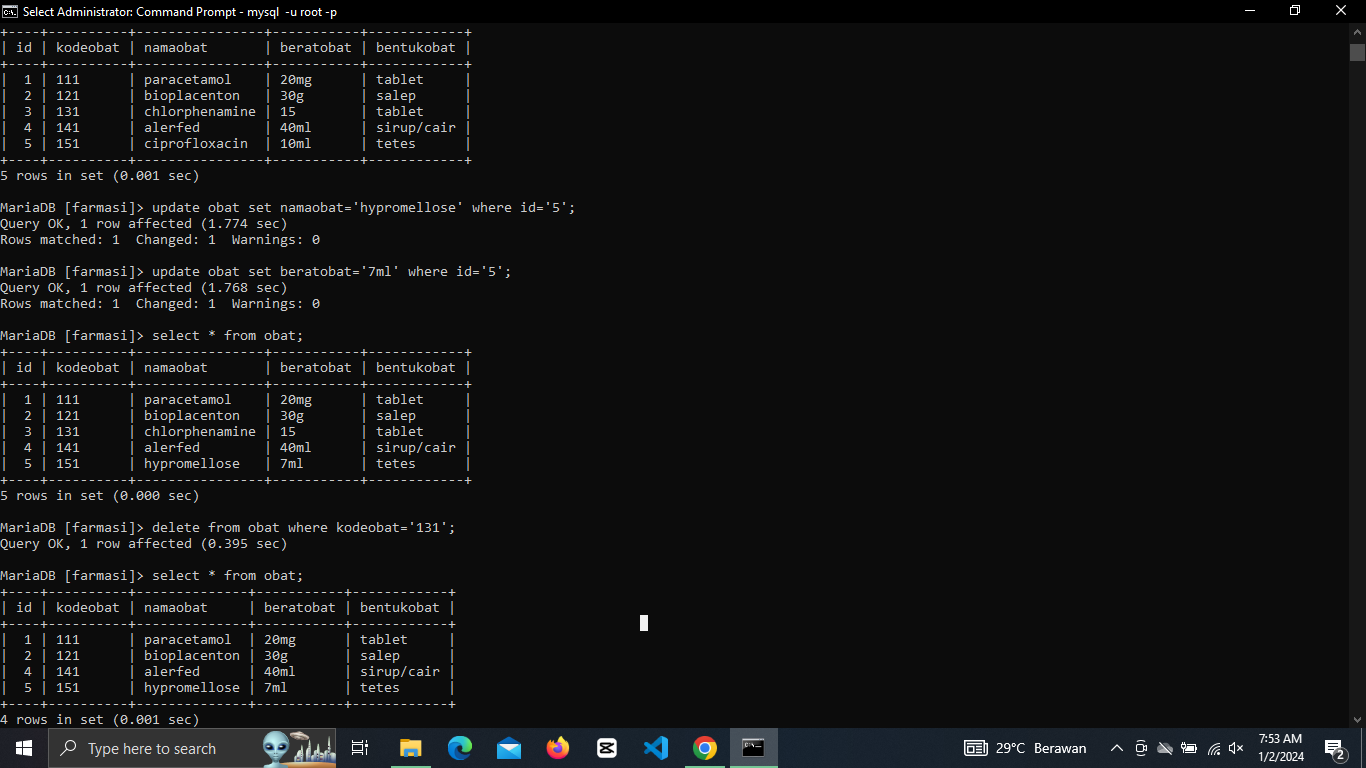 Select Administrator: Command Prompt - mysql -u root -p
+----+----------+----------------+-----------+------------+
| id | kodeobat | namaobat       | beratobat | bentukobat |
+----+----------+----------------+-----------+------------+
|  1 | 111      | paracetamol    | 20mg      | tablet     |
|  2 | 121      | bioplacenton   | 30g       | salep      |
|  3 | 131      | chlorphenamine | 15        | tablet     |
|  4 | 141      | alerfed        | 40ml      | sirup/cair |
|  5 | 151      | ciprofloxacin  | 10ml      | tetes      |
+----+----------+----------------+-----------+------------+
5 rows in set (0.001 sec)
MariaDB [farmasi]> update obat set namaobat='hypromellose' where id='5';
Query OK, 1 row affected (1.774 sec)
Rows matched: 1  Changed: 1  Warnings: 0
MariaDB [farmasi]> update obat set beratobat='7ml' where id='5';
Query OK, 1 row affected (1.768 sec)
Rows matched: 1  Changed: 1  Warnings: 0
MariaDB [farmasi]> select * from obat;
+----+----------+----------------+-----------+------------+
| id | kodeobat | namaobat       | beratobat | bentukobat |
+----+----------+----------------+-----------+------------+
|  1 | 111      | paracetamol    | 20mg      | tablet     |
|  2 | 121      | bioplacenton   | 30g       | salep      |
|  3 | 131      | chlorphenamine | 15        | tablet     |
|  4 | 141      | alerfed        | 40ml      | sirup/cair |
|  5 | 151      | hypromellose   | 7ml       | tetes      |
+----+----------+----------------+-----------+------------+
5 rows in set (0.000 sec)
MariaDB [farmasi]> delete from obat where kodeobat='131';
Query OK, 1 row affected (0.395 sec)
MariaDB [farmasi]> select * from obat;
+----+----------+--------------+-----------+------------+
| id | kodeobat | namaobat     | beratobat | bentukobat |
+----+----------+--------------+-----------+------------+
|  1 | 111      | paracetamol  | 20mg      | tablet     |
|  2 | 121      | bioplacenton | 30g       | salep      |
|  4 | 141      | alerfed      | 40ml      | sirup/cair |
|  5 | 151      | hypromellose | 7ml       | tetes      |
+----+----------+--------------+-----------+------------+
4 rows in set (0.001 sec)
Type here to search
29°C Berawan
7:53 AM
1/2/2024
2